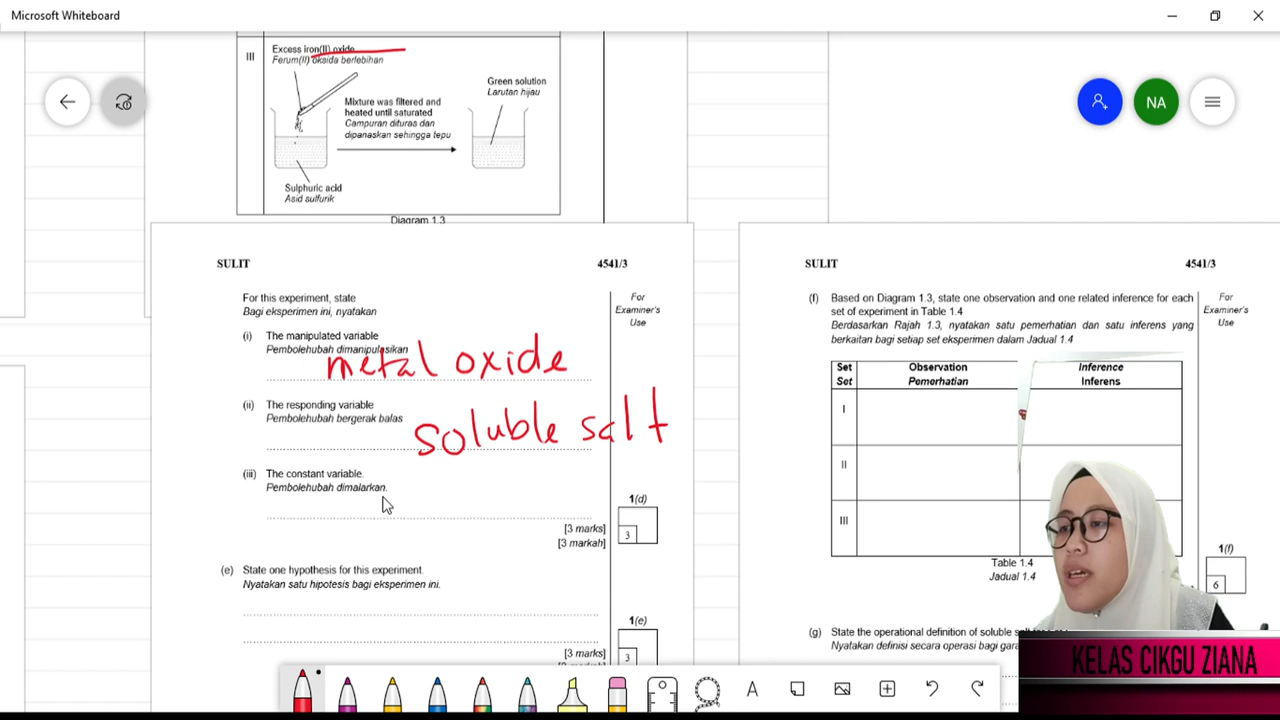 Microsoft Whiteboard
III
Excess iron(II) oxide
Ferum(II) oksida berlebihan
Mixture was filtered and
heated until saturated
Campuran dituras dan
dipanaskan sehingga tepu
Green solution
Larutan hijau
Sulphuric acid
Asid sulfurik
Diagram 1.3
NA
SULIT
4541/3
For this experiment, state
Bagi eksperimen ini, nyatakan
For
Examiner's
Use
(i) The manipulated variable
Pembolehubah dimanipulasikan
metal oxide
(ii) The responding variable
Pembolehubah bergerak balas
soluble salt
(iii) The constant variable.
Pembolehubah dimalarkan.
1(d)
3
[3 marks]
[3 markah]
(e) State one hypothesis for this experiment.
Nyatakan satu hipotesis bagi eksperimen ini.
1(e)
3
[3 marks]
SULIT
4541/3
(f) Based on Diagram 1.3, state one observation and one related inference for each
set of experiment in Table 1.4
Berdasarkan Rajah 1.3, nyatakan satu pemerhatian dan satu inferens yang
berkaitan bagi setiap set eksperimen dalam Jadual 1.4
For
Examiner's
Use
Set Observation Inference
Set Pemerhatian Inferens
I
II
III
Table 1.4
Jadual 1.4
1(f)
6
(g) State the operational definition of soluble
Nyatakan definisi secara operasi bagi
KELAS CIKGU ZIANA